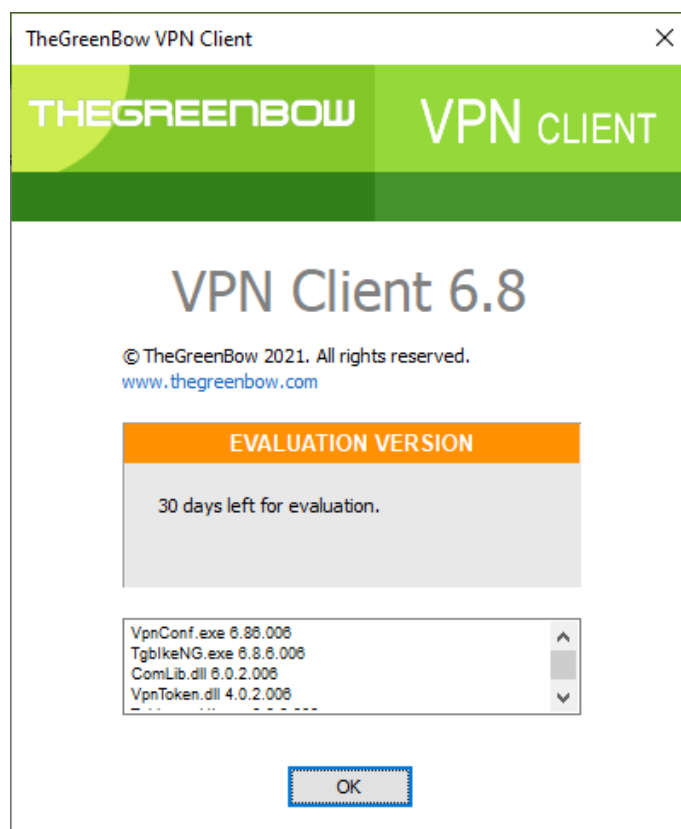 TheGreenBow VPN Client
THEGREENBOW
VPN CLIENT
VPN Client 6.8
© TheGreenBow 2021. All rights reserved.
www.thegreenbow.com
EVALUATION VERSION
30 days left for evaluation.
VpnConf.exe 6.86.006
TgbIkeNG.exe 6.8.6.006
ComLib.dll 6.0.2.006
VpnToken.dll 4.0.2.006
OK